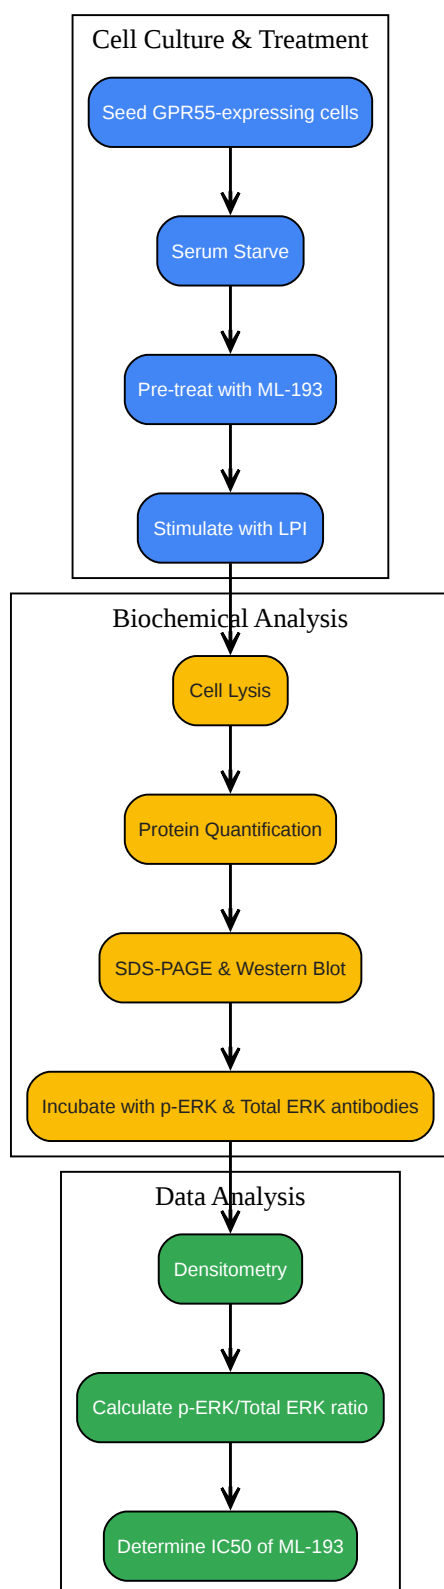 Cell Culture & Treatment
Seed GPR55-expressing cells
Serum Starve
Pre-treat with ML-193
Stimulate with LPI
Biochemical Analysis
Cell Lysis
Protein Quantification
SDS-PAGE & Western Blot
Incubate with p-ERK & Total ERK antibodies
Data Analysis
Densitometry
Calculate p-ERK/Total ERK ratio
Determine IC50 of ML-193